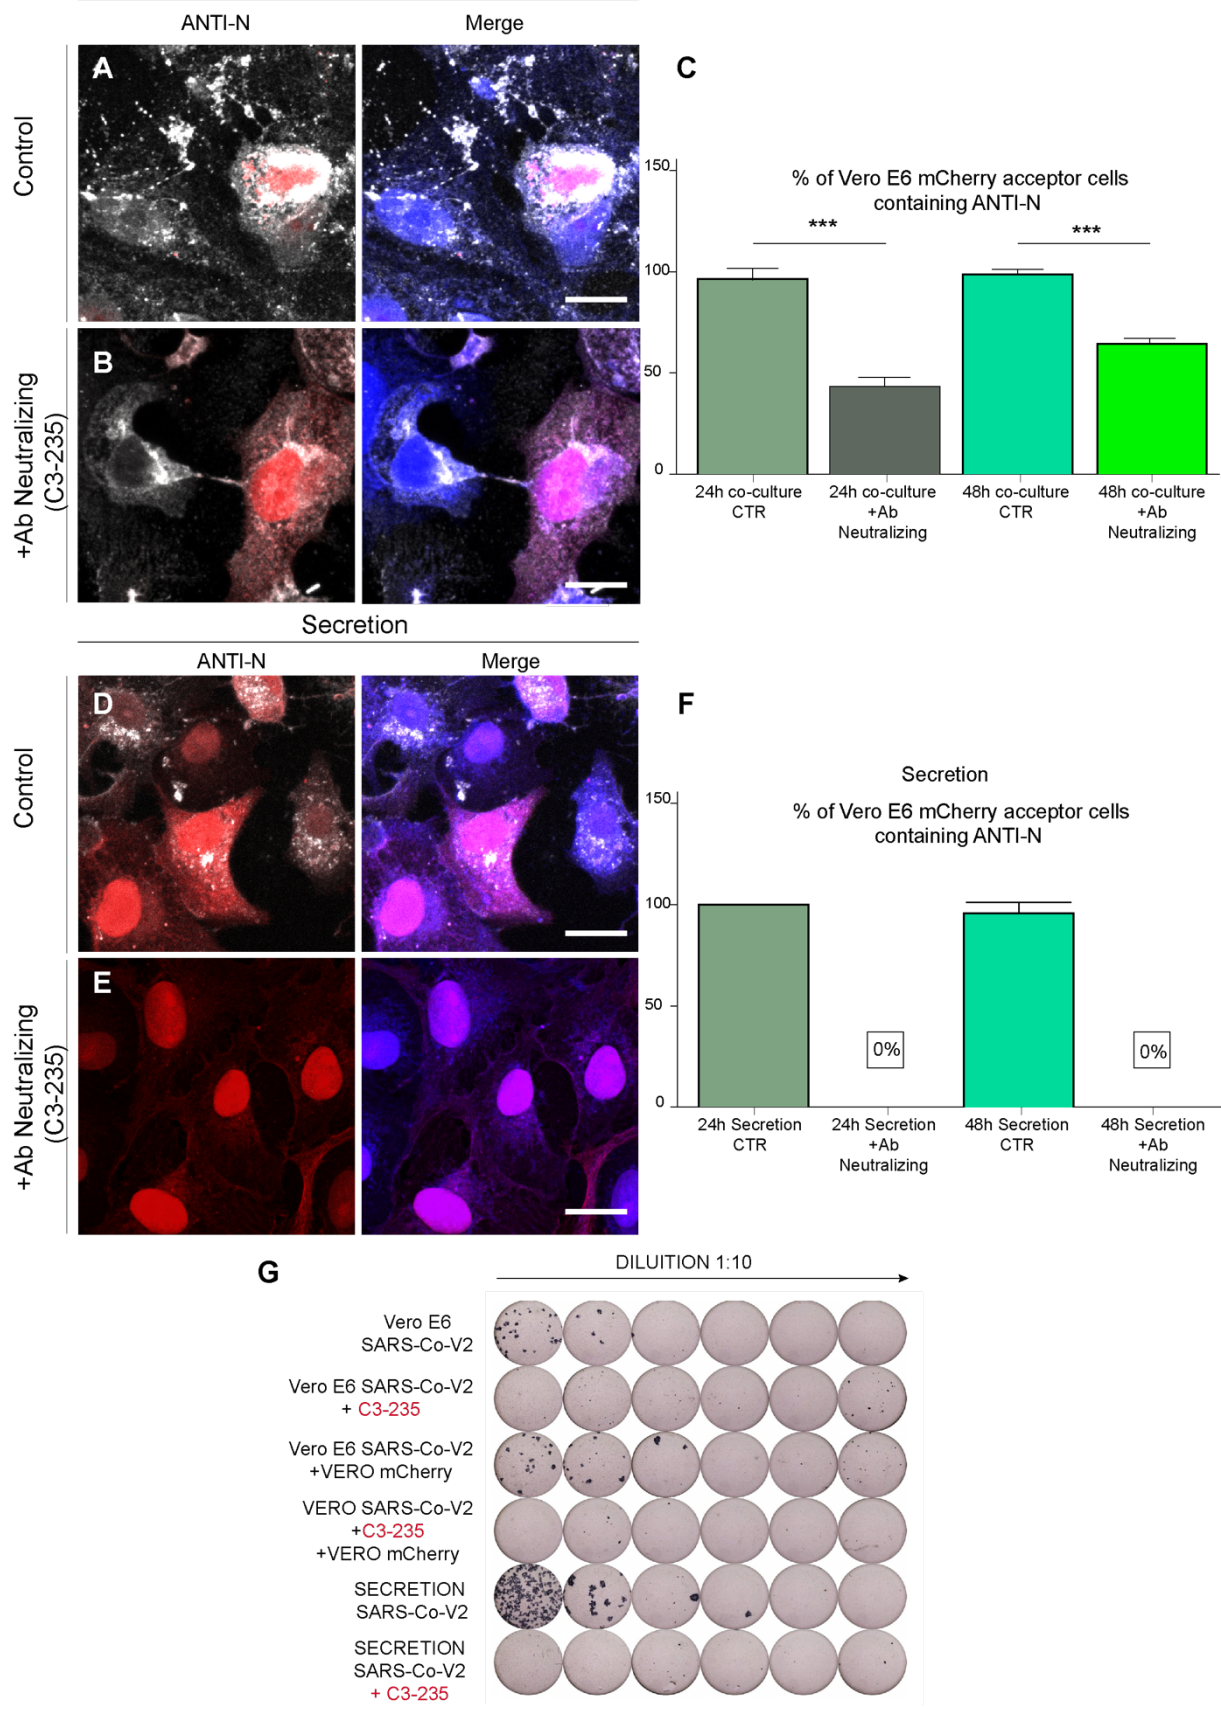 ANTI-N Merge
Control
A
+Ab Neutralizing
(C3-235)
B
C
% of Vero E6 mCherry acceptor cells
containing ANTI-N
***
***
150
100
50
0
24h co-culture
CTR
24h co-culture
+Ab
Neutralizing
48h co-culture
CTR
48h co-culture
+Ab
Neutralizing
Secretion
ANTI-N Merge
Control
D
+Ab Neutralizing
(C3-235)
E
F
Secretion
% of Vero E6 mCherry acceptor cells
containing ANTI-N
150
100
50
0
0%
0%
24h Secretion
CTR
24h Secretion
+Ab
Neutralizing
48h Secretion
CTR
48h Secretion
+Ab
Neutralizing
G
DILUITION 1:10
Vero E6
SARS-Co-V2
Vero E6 SARS-Co-V2
+ C3-235
Vero E6 SARS-Co-V2
+VERO mCherry
VERO SARS-Co-V2
+C3-235
+VERO mCherry
SECRETION
SARS-Co-V2
SECRETION
SARS-Co-V2
+ C3-235